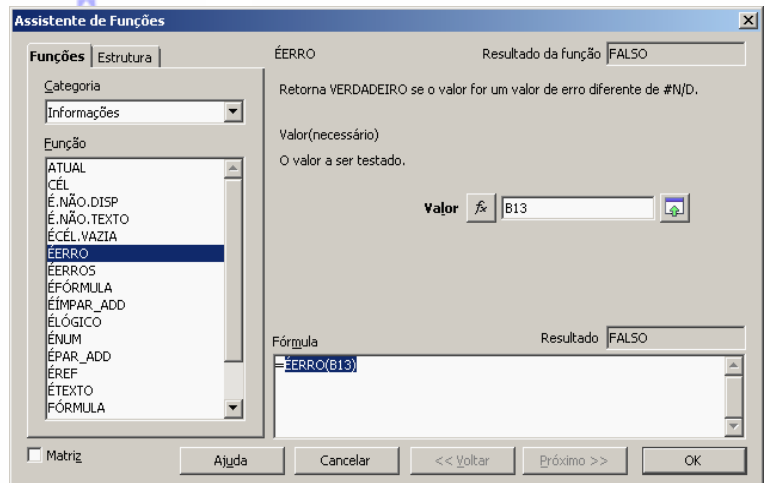 Assistente de Funções
Funções Estrutura
ÉERRO Resultado da função FALSO
Categoria
Informações
Retorna VERDADEIRO se o valor for um valor de erro diferente de #N/D.
Função
ATUAL
CÉL
É.NÃO.DISP
É.NÃO.TEXTO
ÉCÉL.VAZIA
ÉERRO
ÉERROS
ÉFÓRMULA
ÉÍMPAR_ADD
ÉLÓGICO
ÉNUM
ÉPAR_ADD
ÉREF
ÉTEXTO
FÓRMULA
Valor(necessário)
O valor a ser testado.
Valor fx B13
Fórmula Resultado FALSO
=ÉERRO(B13)
Matriz Ajuda Cancelar << Voltar Próximo >> OK